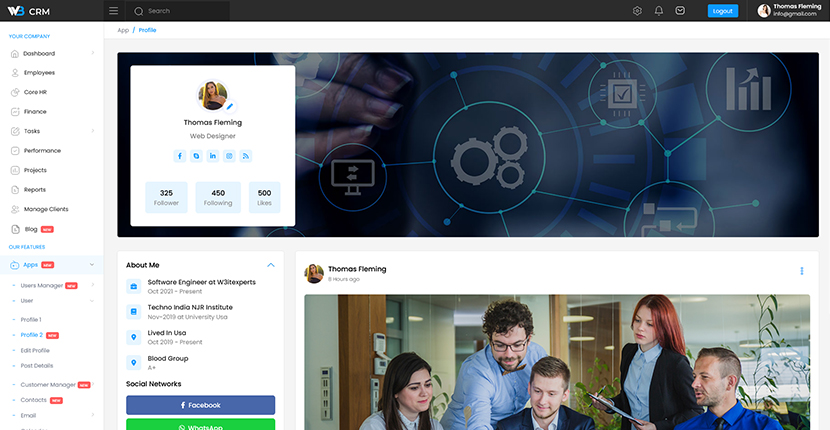 W3 CRM
Search
Logout
Thomas Fleming
info@gmail.com
YOUR COMPANY
Dashboard
Employees
Core HR
Finance
Tasks
Performance
Projects
Reports
Manage Clients
Blog NEW
OUR FEATURES
Apps NEW
Users Manager NEW
User
Profile 1
Profile 2 NEW
Edit Profile
Post Details
Customer Manager NEW
Contacts NEW
Email
App / Profile
Thomas Fleming
Web Designer
325 450 500
Follower Following Likes
About Me
Software Engineer at W3itexperts
Oct 2021 - Present
Techno India NJR Institute
Nov-2019 at University Usa
Lived In Usa
Oct 2019 - Present
Blood Group
A+
Social Networks
Facebook
WhatsApp
Thomas Fleming
8 Hours ago